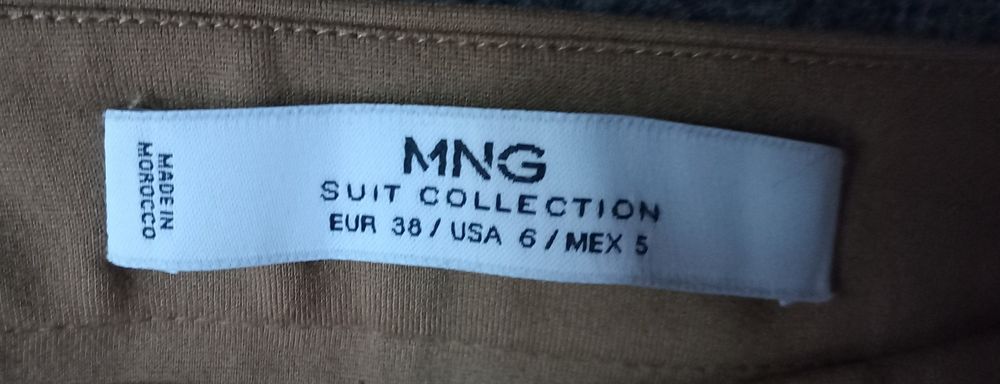 MADE IN
MOROCCO
MNG
SUIT COLLECTION
EUR 38 / USA 6 / MEX 5